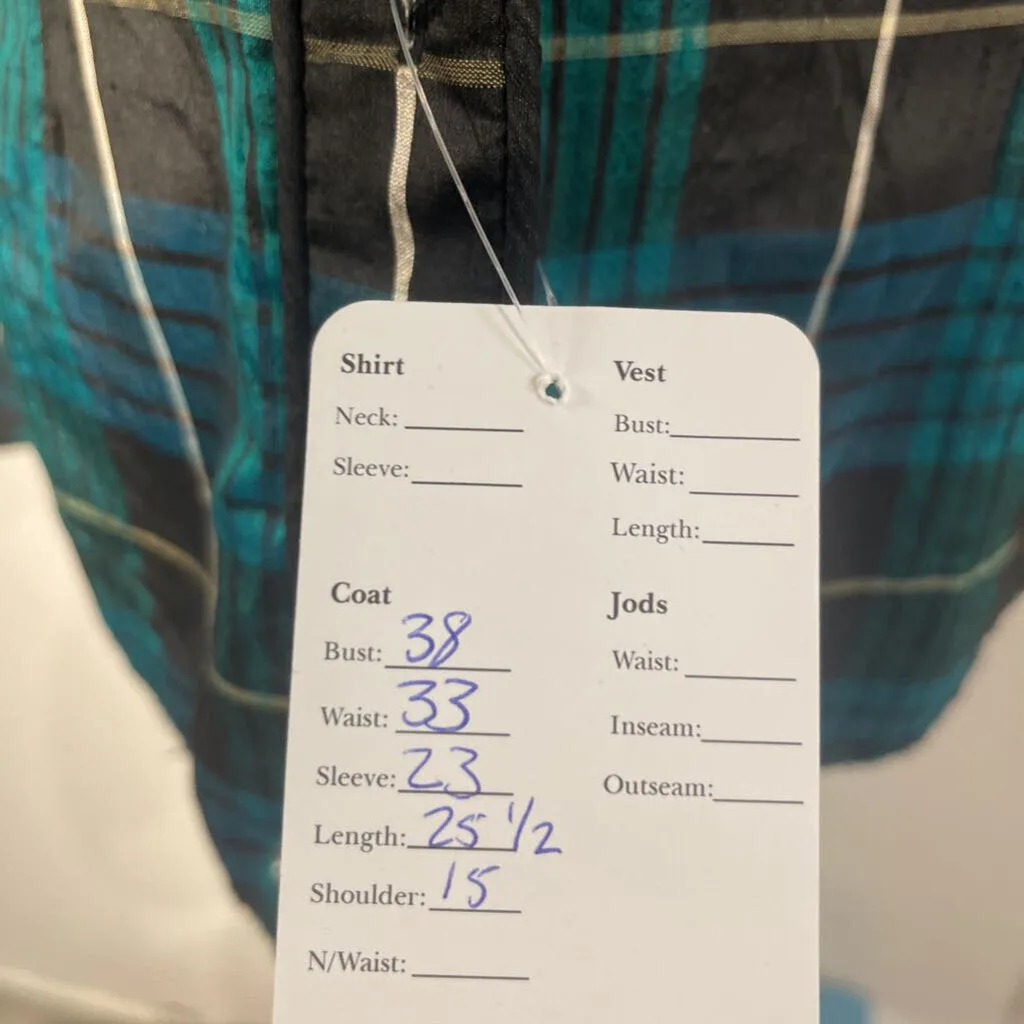 Shirt
Neck:
Sleeve:
Vest
Bust:
Waist:
Length:
Coat
Bust: 38
Waist: 33
Sleeve: 23
Length: 25 1/2
Shoulder: 15
N/Waist:
Jods
Waist:
Inseam:
Outseam: